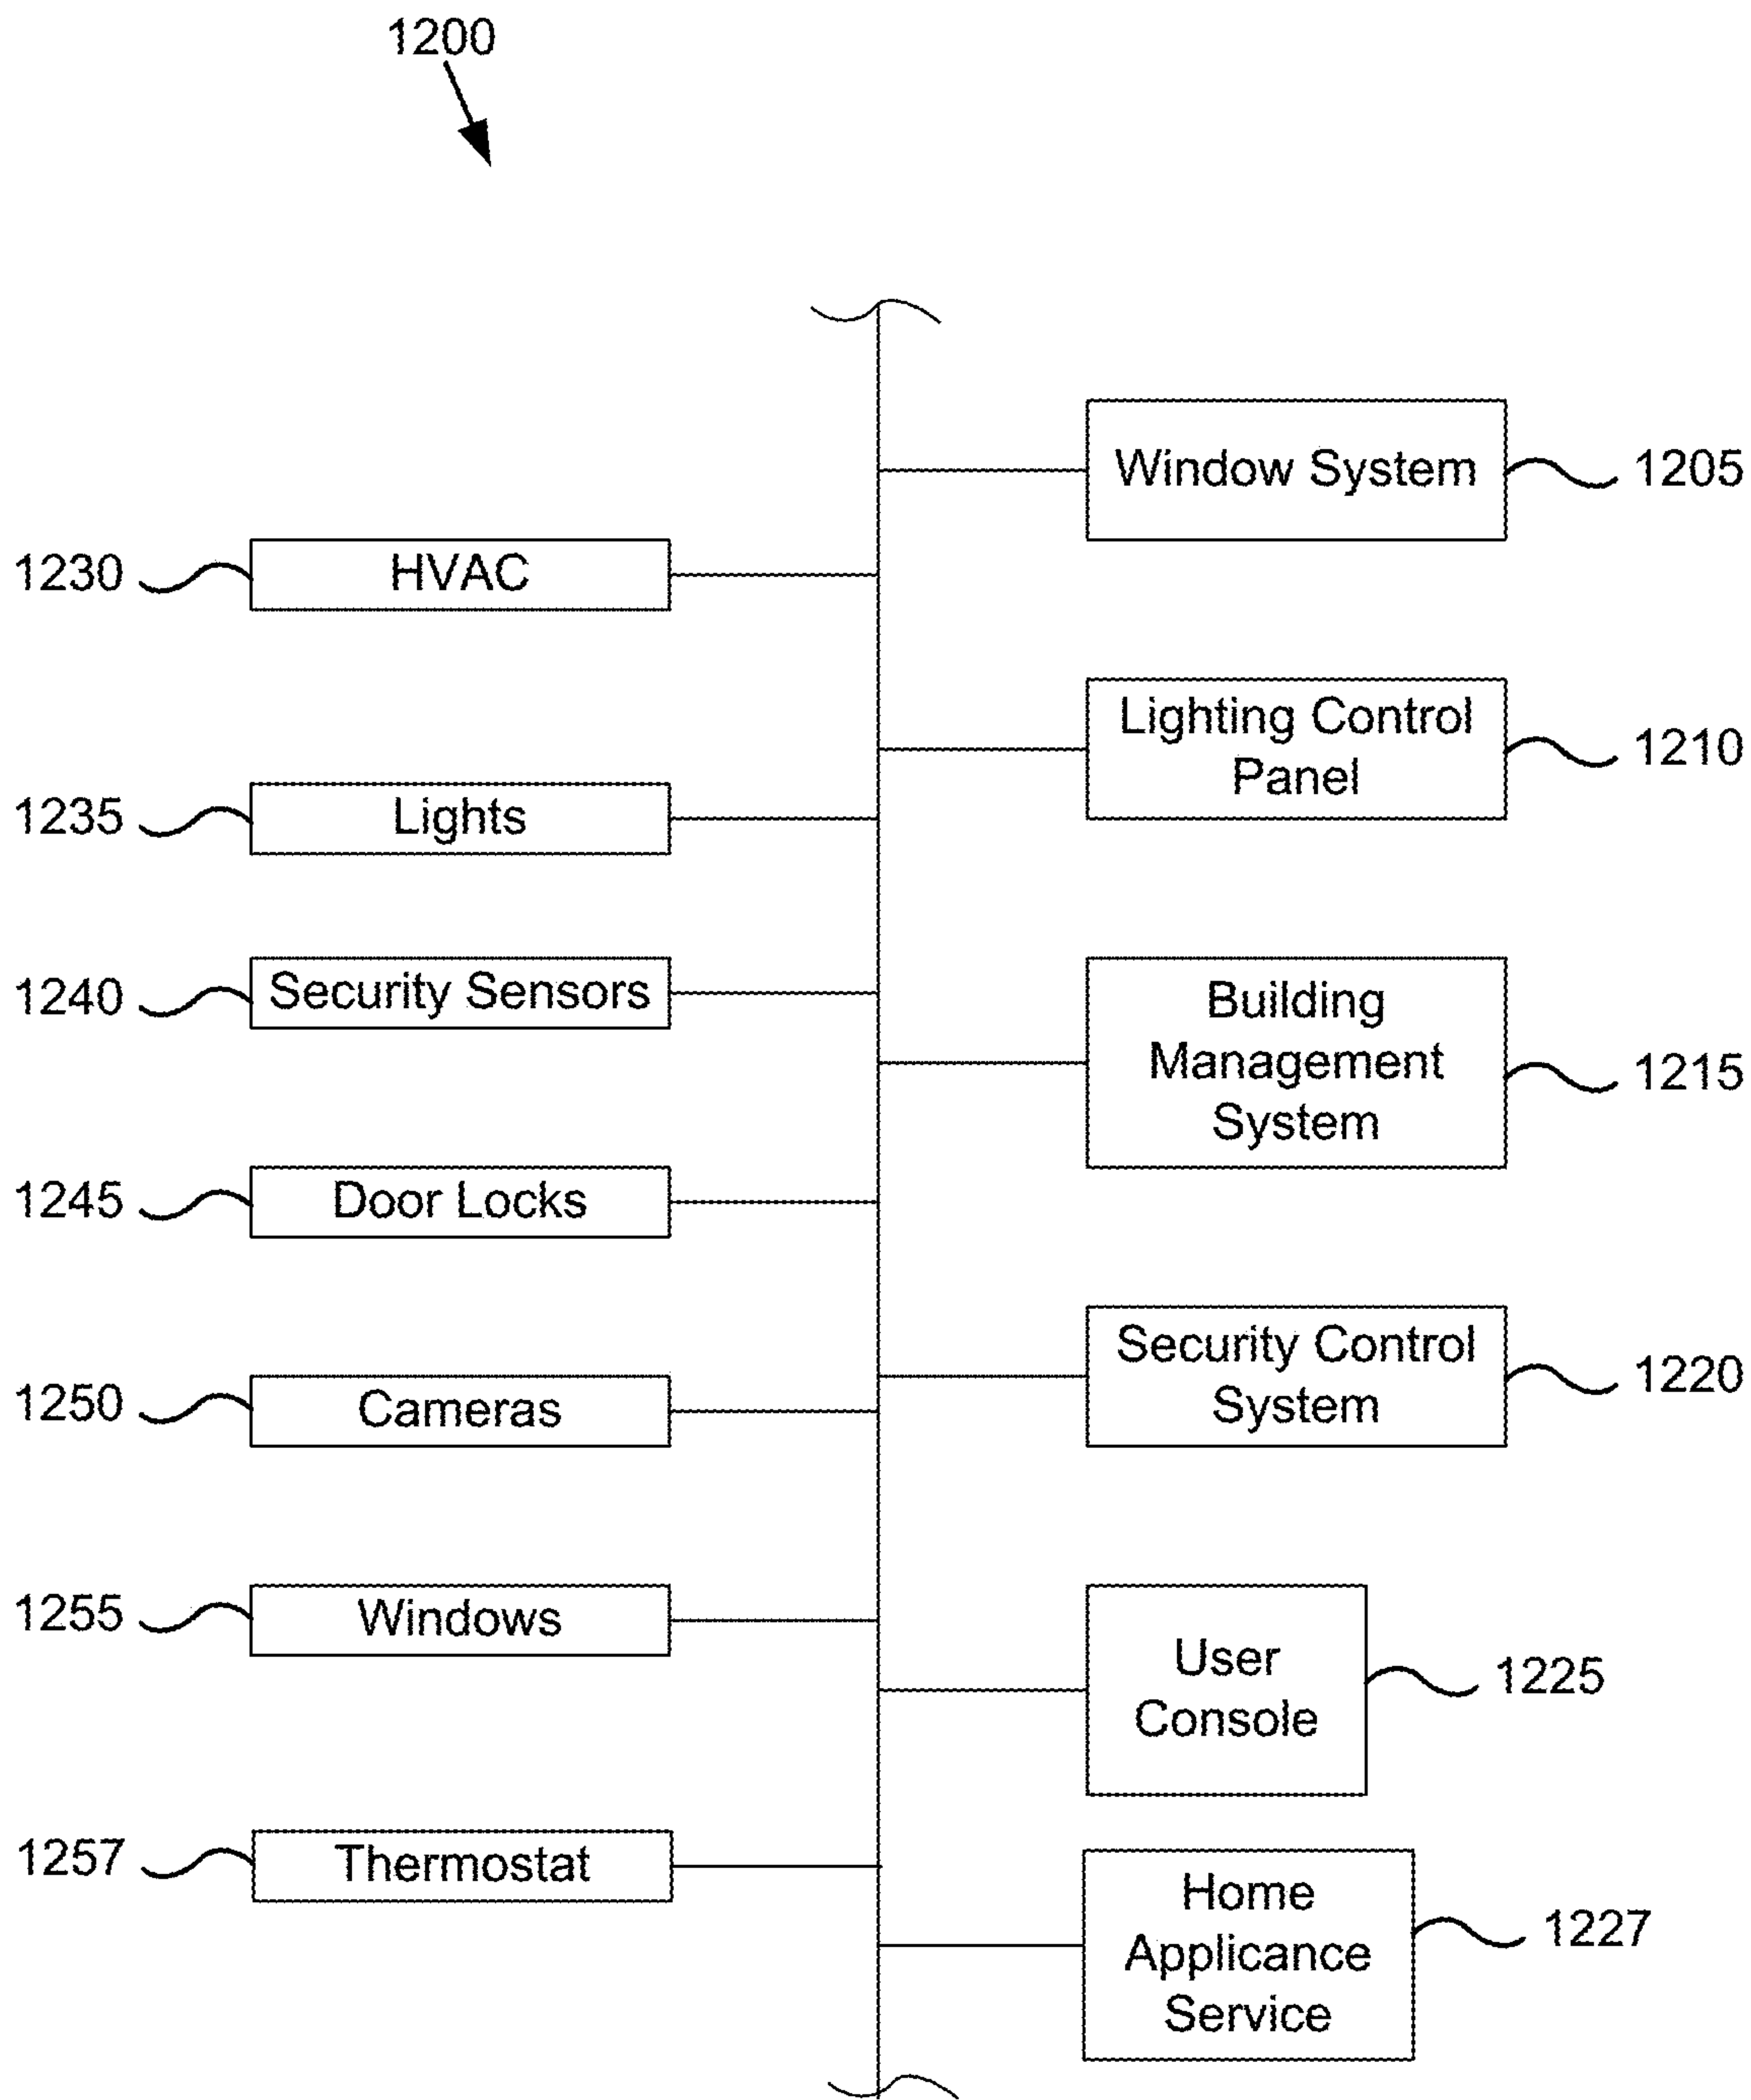 1200
Window System
1205
1230
HVAC
Lighting Control
Panel
1210
1235
Lights
1240
Security Sensors
Building
Management
System
1215
1245
Door Locks
Security Control
System
1220
1250
Cameras
1255
Windows
User
Console
1225
1257
Thermostat
Home
Applicance
Service
1227